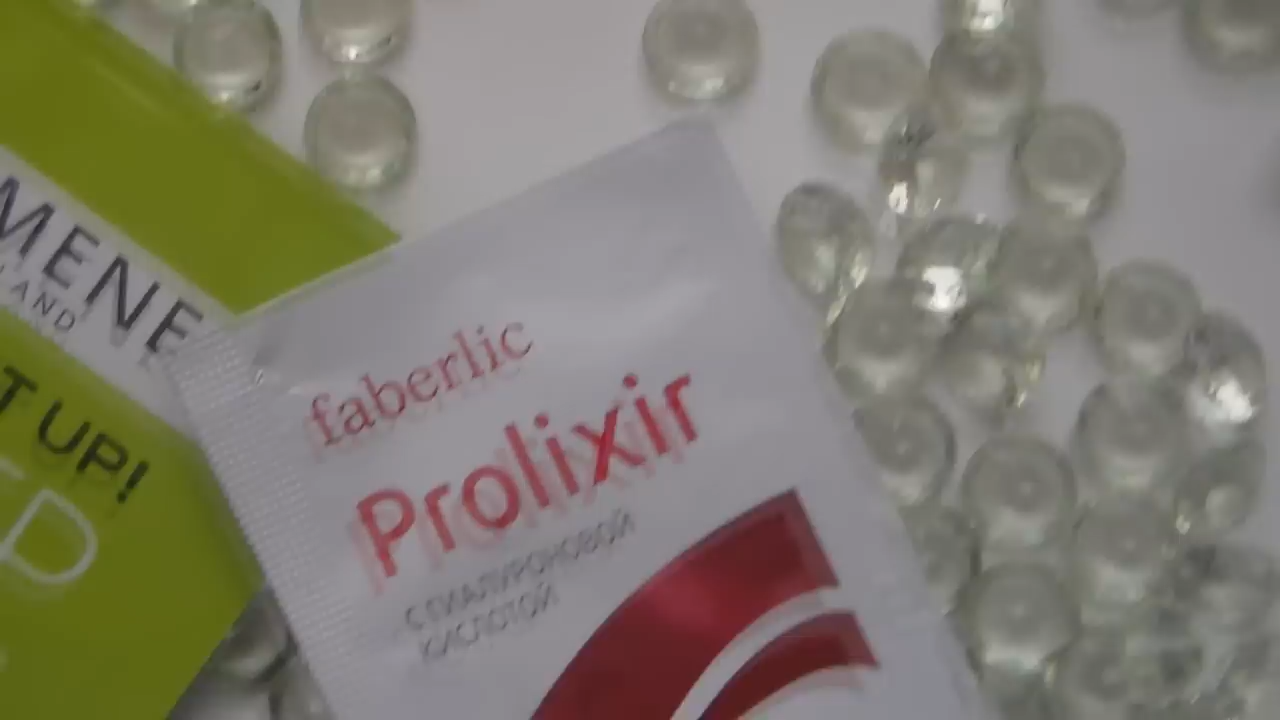 MENE
LAND
T UP!
faberlic
Prolixir
С ГИАЛУРОНОВОЙ
КИСЛОТОЙ